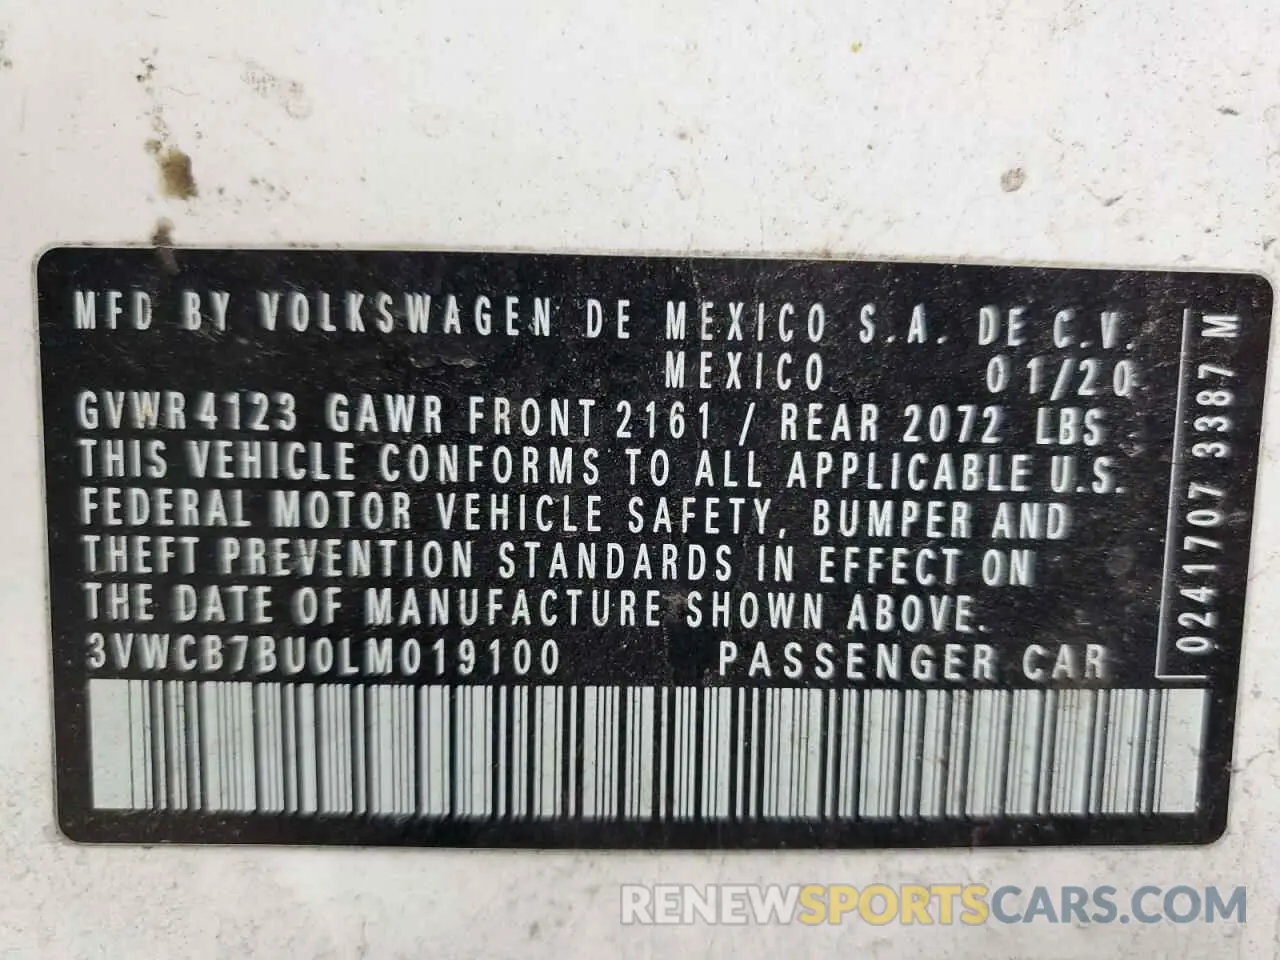 MFD BY VOLKSWAGEN DE MEXICO S.A. DE C.V.
MEXICO 01/20
GVWR 4123 GAWR FRONT 2161 / REAR 2072 LBS
THIS VEHICLE CONFORMS TO ALL APPLICABLE U.S.
FEDERAL MOTOR VEHICLE SAFETY, BUMPER AND
THEFT PREVENTION STANDARDS IN EFFECT ON
THE DATE OF MANUFACTURE SHOWN ABOVE.
3VWCB7BU0LM019100 PASSENGER CAR
0241707 3387 M
RENEWSPORTSCARS.COM